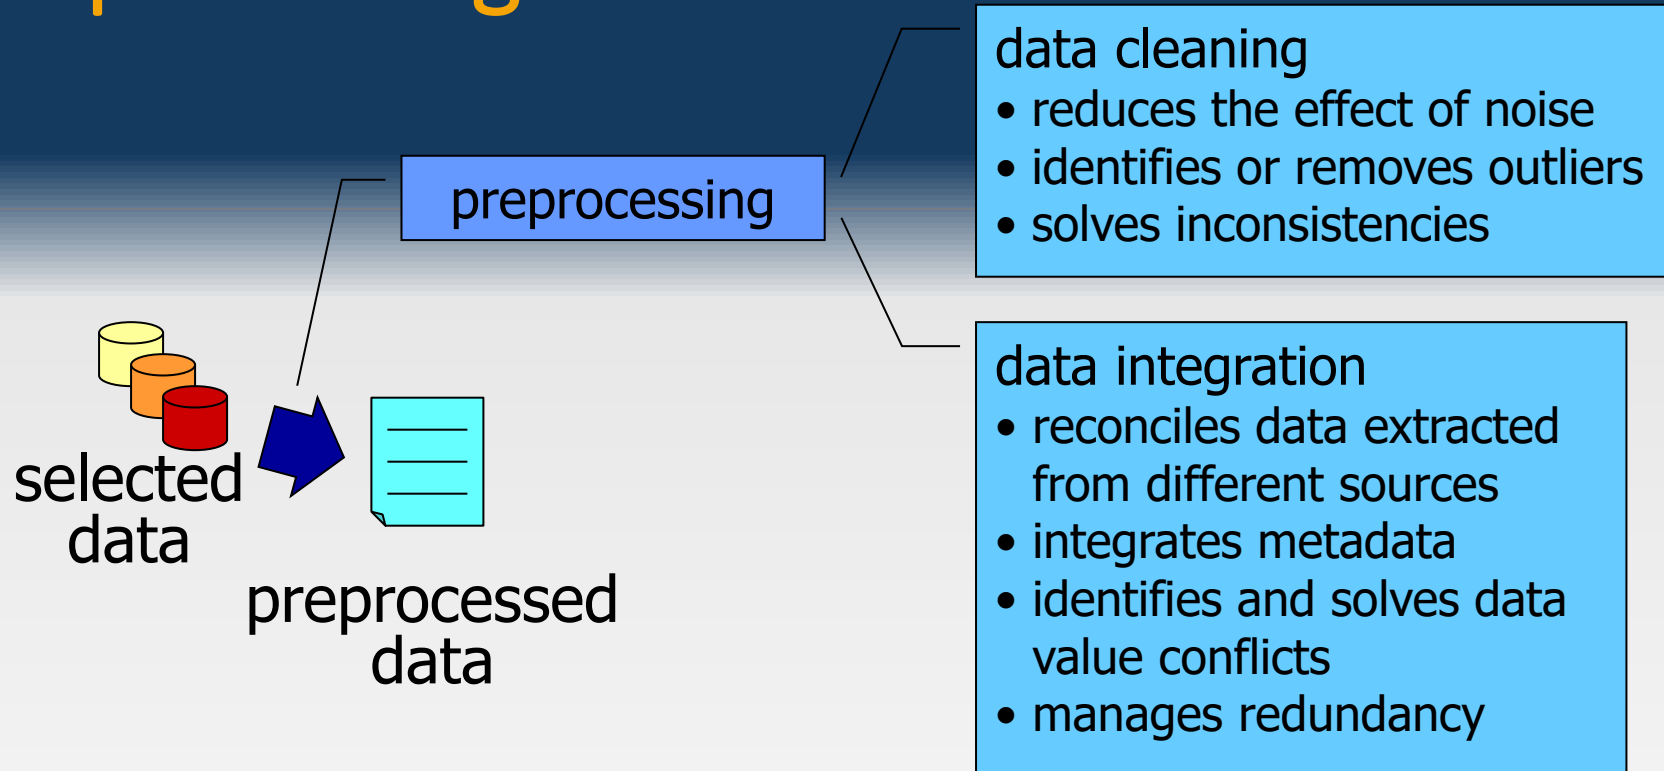 preprocessing
data cleaning
• reduces the effect of noise
• identifies or removes outliers
• solves inconsistencies
selected
data
preprocessed
data
data integration
• reconciles data extracted
from different sources
• integrates metadata
• identifies and solves data
value conflicts
• manages redundancy